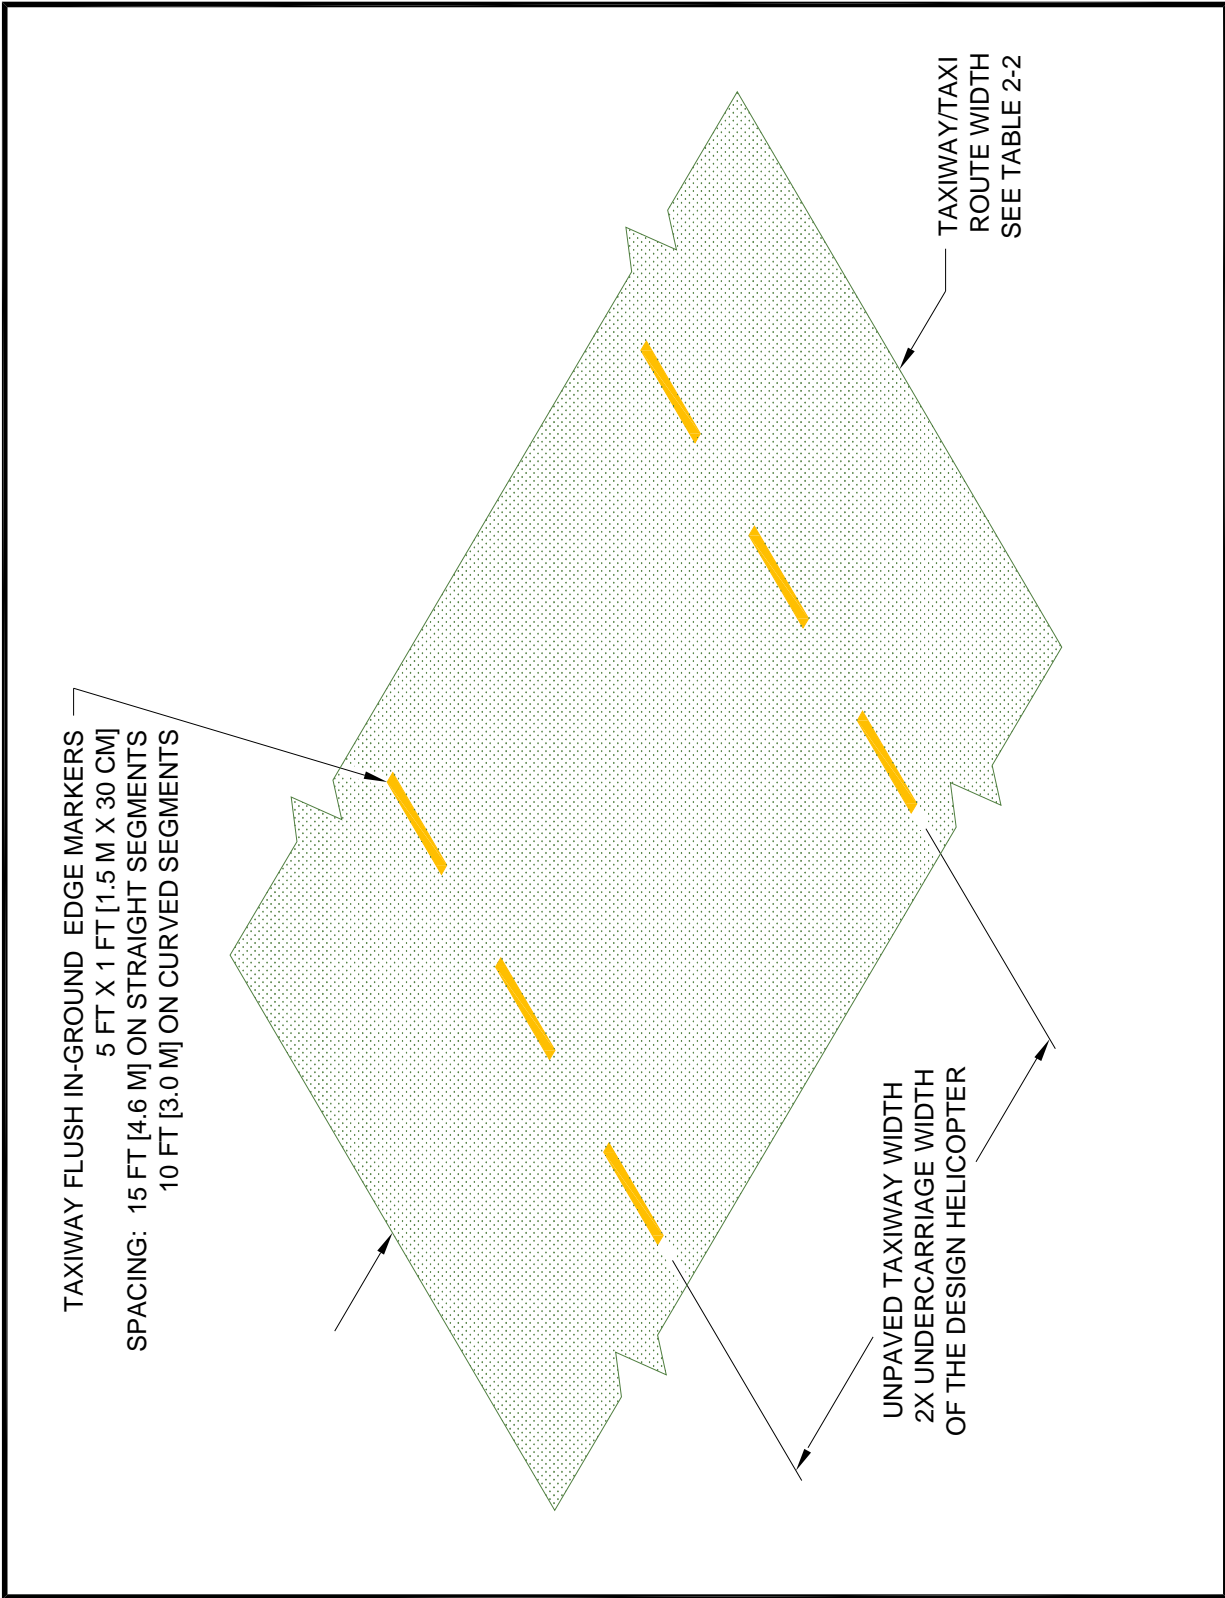 TAXIWAY FLUSH IN-GROUND EDGE MARKERS
5 FT X 1 FT [1.5 M X 30 CM]
SPACING: 15 FT [4.6 M] ON STRAIGHT SEGMENTS
10 FT [3.0 M] ON CURVED SEGMENTS
UNPAVED TAXIWAY WIDTH
2X UNDERCARRIAGE WIDTH
OF THE DESIGN HELICOPTER
TAXIWAY/TAXI
ROUTE WIDTH
SEE TABLE 2-2